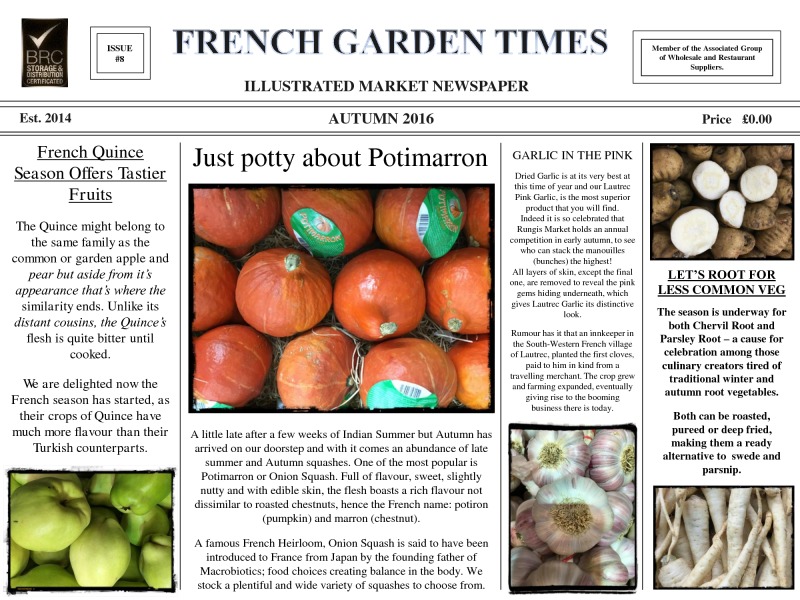 BRC
STORAGE &
DISTRIBUTION
CERTIFICATED
ISSUE
#8
FRENCH GARDEN TIMES
ILLUSTRATED MARKET NEWSPAPER
Member of the Associated Group
of Wholesale and Restaurant
Suppliers.
Est. 2014
AUTUMN 2016
Price £0.00
French Quince
Season Offers Tastier
Fruits
The Quince might belong to
the same family as the
common or garden apple and
pear but aside from it's
appearance that's where the
similarity ends. Unlike its
distant cousins, the Quince's
flesh is quite bitter until
cooked.
We are delighted now the
French season has started, as
their crops of Quince have
much more flavour than their
Turkish counterparts.
Just potty about Potimarron
POTIMARRON
A little late after a few weeks of Indian Summer but Autumn has
arrived on our doorstep and with it comes an abundance of late
summer and Autumn squashes. One of the most popular is
Potimarron or Onion Squash. Full of flavour, sweet, slightly
nutty and with edible skin, the flesh boasts a rich flavour not
dissimilar to roasted chestnuts, hence the French name: potiron
(pumpkin) and marron (chestnut).
A famous French Heirloom, Onion Squash is said to have been
introduced to France from Japan by the founding father of
Macrobiotics; food choices creating balance in the body. We
stock a plentiful and wide variety of squashes to choose from.
GARLIC IN THE PINK
Dried Garlic is at its very best at
this time of year and our Lautrec
Pink Garlic, is the most superior
product that you will find.
Indeed it is so celebrated that
Rungis Market holds an annual
competition in early autumn, to see
who can stack the manouilles
(bunches) the highest!
All layers of skin, except the final
one, are removed to reveal the pink
gems hiding underneath, which
gives Lautrec Garlic its distinctive
look.
Rumour has it that an innkeeper in
the South-Western French village
of Lautrec, planted the first cloves,
paid to him in kind from a
travelling merchant. The crop grew
and farming expanded, eventually
giving rise to the booming
business there is today.
LET'S ROOT FOR
LESS COMMON VEG
The season is underway for
both Chervil Root and
Parsley Root – a cause for
celebration among those
culinary creators tired of
traditional winter and
autumn root vegetables.
Both can be roasted,
pureed or deep fried,
making them a ready
alternative to swede and
parsnip.